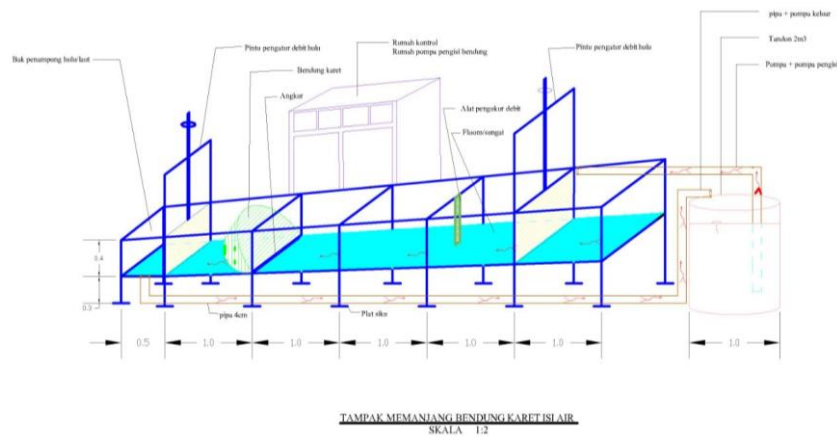 pipa + pompa keluar
Rumah kontrol
Rumah pompa pengisi bendung
Tandon 2m3
Pintu pengatur debit hulu
Pintu pengatur debit hulu
Bak penampung hulu/laut
Bendung karet
Pompa + pompa pengisi
Angkur
Alat pengukur debit
Fluom/sungai
0.4
0.3
pipa 4cm
Plat siku
0.5
1.0
1.0
1.0
1.0
1.0
1.0
TAMPAK MEMANJANG BENDUNG KARET ISI AIR
SKALA 1:2